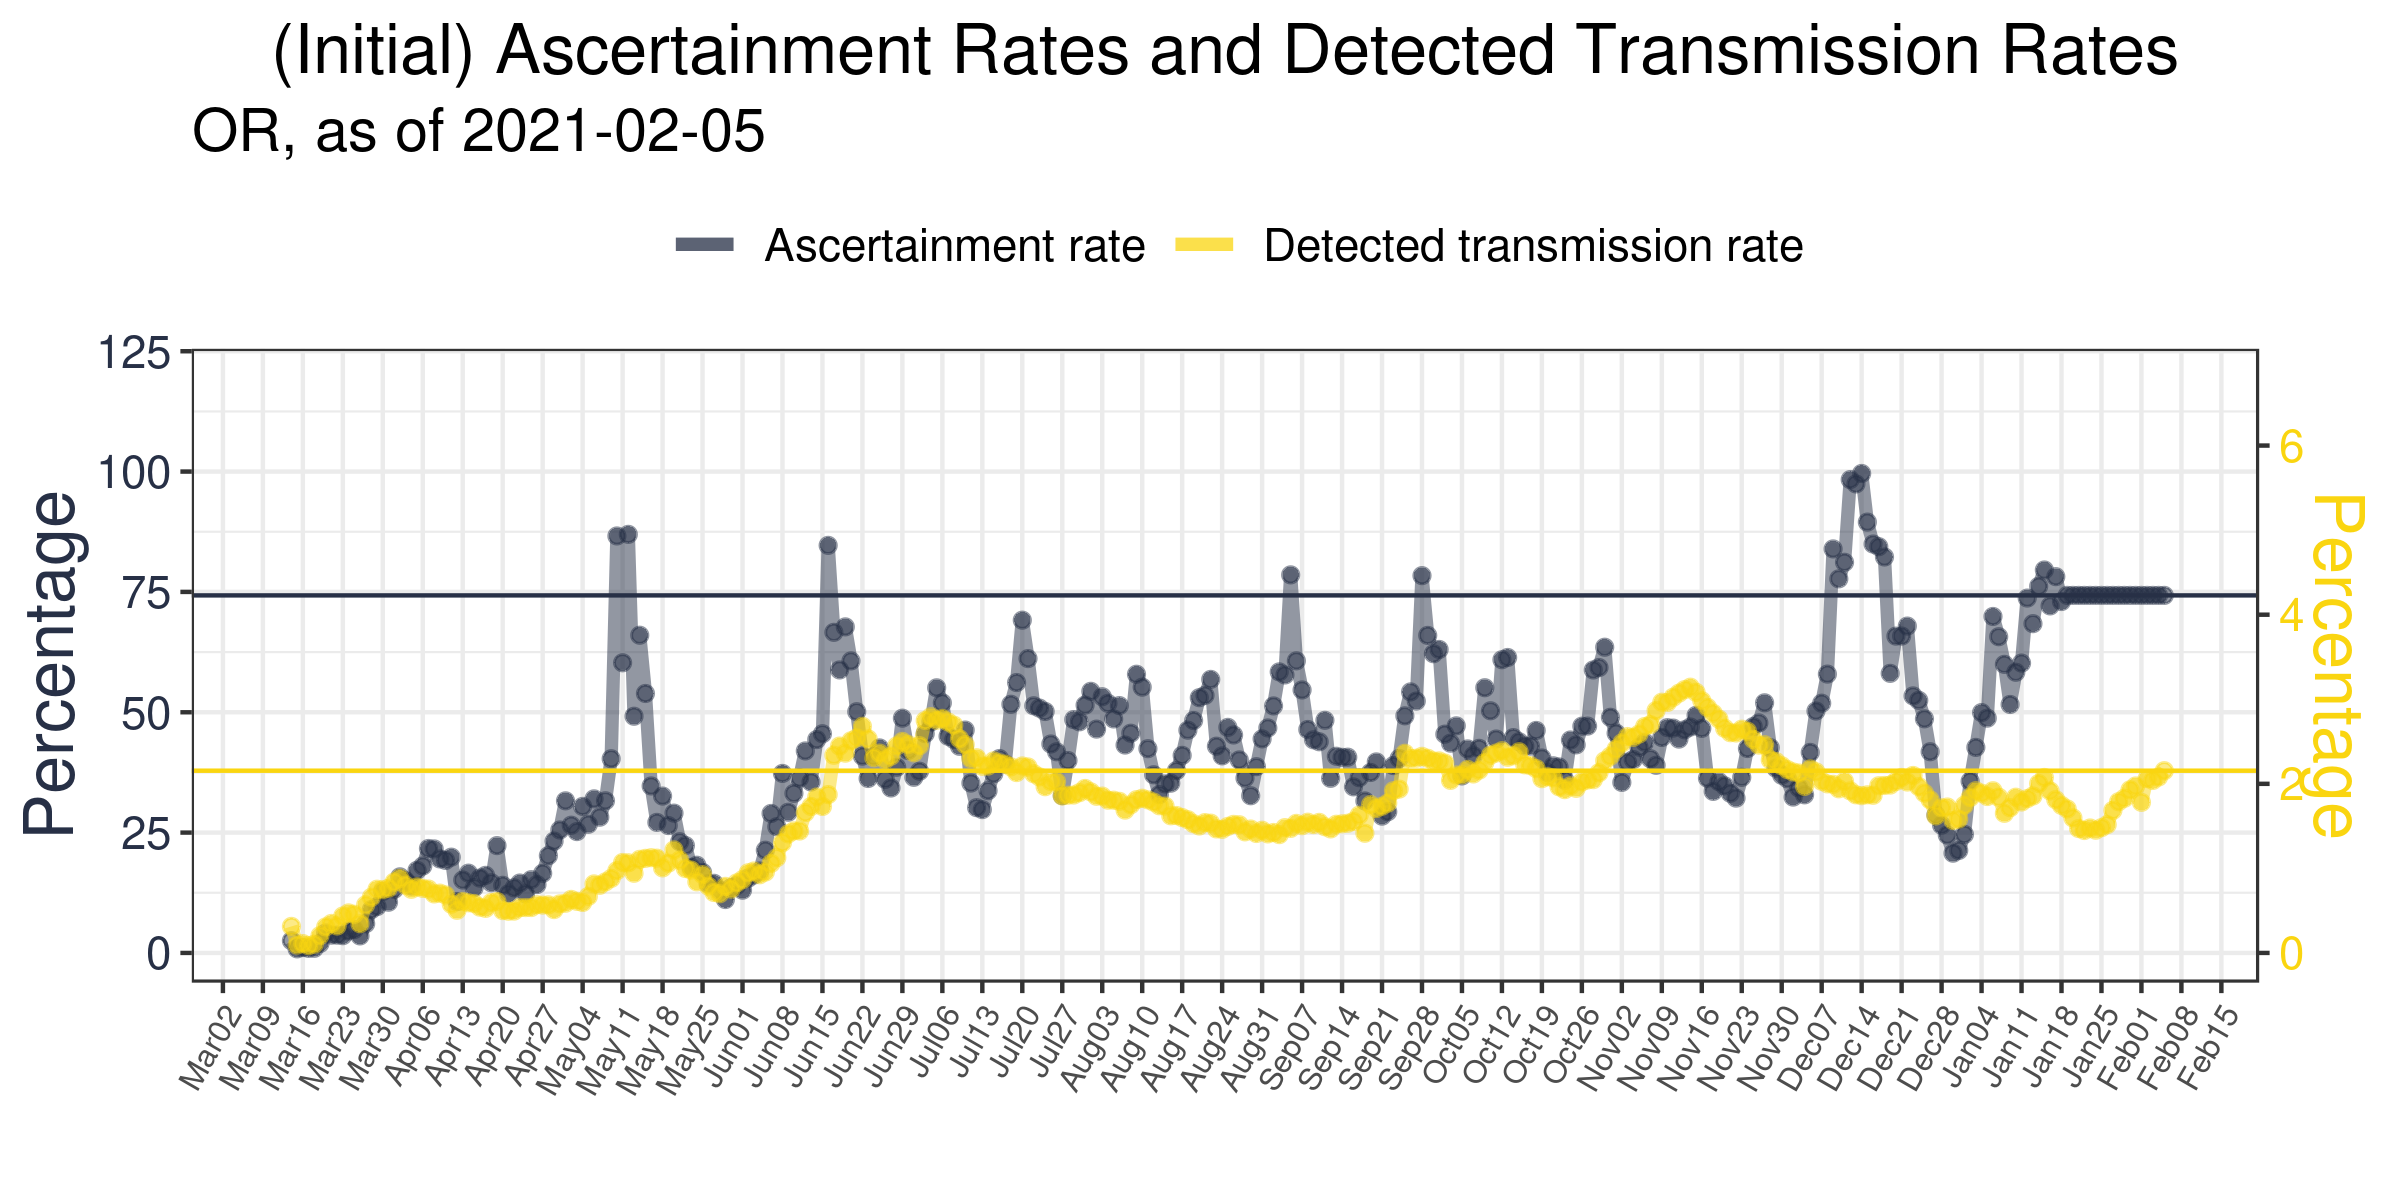 (Initial) Ascertainment Rates and Detected Transmission Rates
OR, as of 2021-02-05
Ascertainment rate
Detected transmission rate
Percentage
125
100
75
50
25
0
6
4
2
0
Percentage
Mar02
Mar09
Mar16
Mar23
Mar30
Apr06
Apr13
Apr20
Apr27
May04
May11
May18
May25
Jun01
Jun08
Jun15
Jun22
Jun29
Jul06
Jul13
Jul20
Jul27
Aug03
Aug10
Aug17
Aug24
Aug31
Sep07
Sep14
Sep21
Sep28
Oct05
Oct12
Oct19
Oct26
Nov02
Nov09
Nov16
Nov23
Nov30
Dec07
Dec14
Dec21
Dec28
Jan04
Jan11
Jan18
Jan25
Feb01
Feb08
Feb15